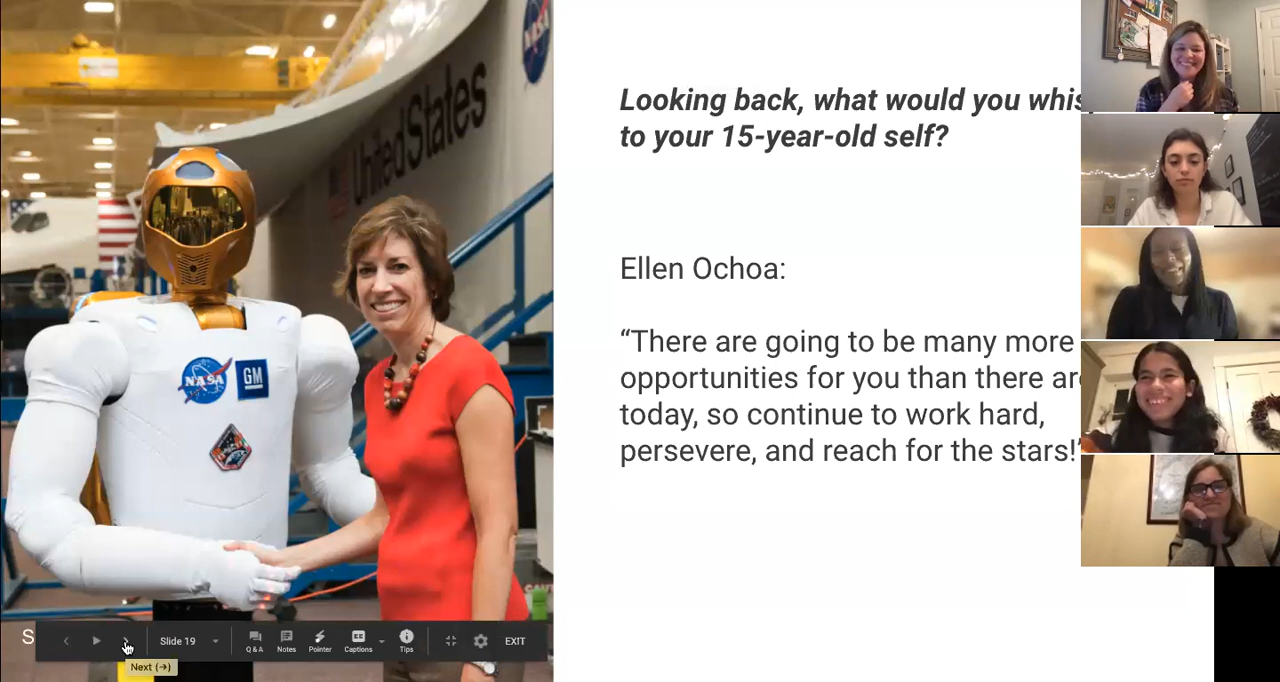 NASA
United States
NASA
GM
Looking back, what would you whis
to your 15-year-old self?
Ellen Ochoa:
“There are going to be many more
opportunities for you than there are
today, so continue to work hard,
persevere, and reach for the stars!”
S
Slide 19
Q & A
Notes
Pointer
Captions
Tips
EXIT
Next (→)